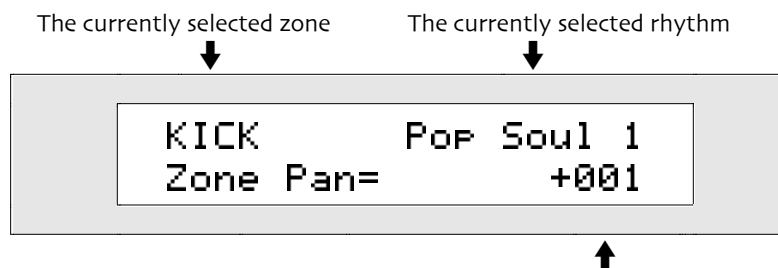 The currently selected zone The currently selected rhythm
KICK Pop Soul 1
Zone Pan= +001